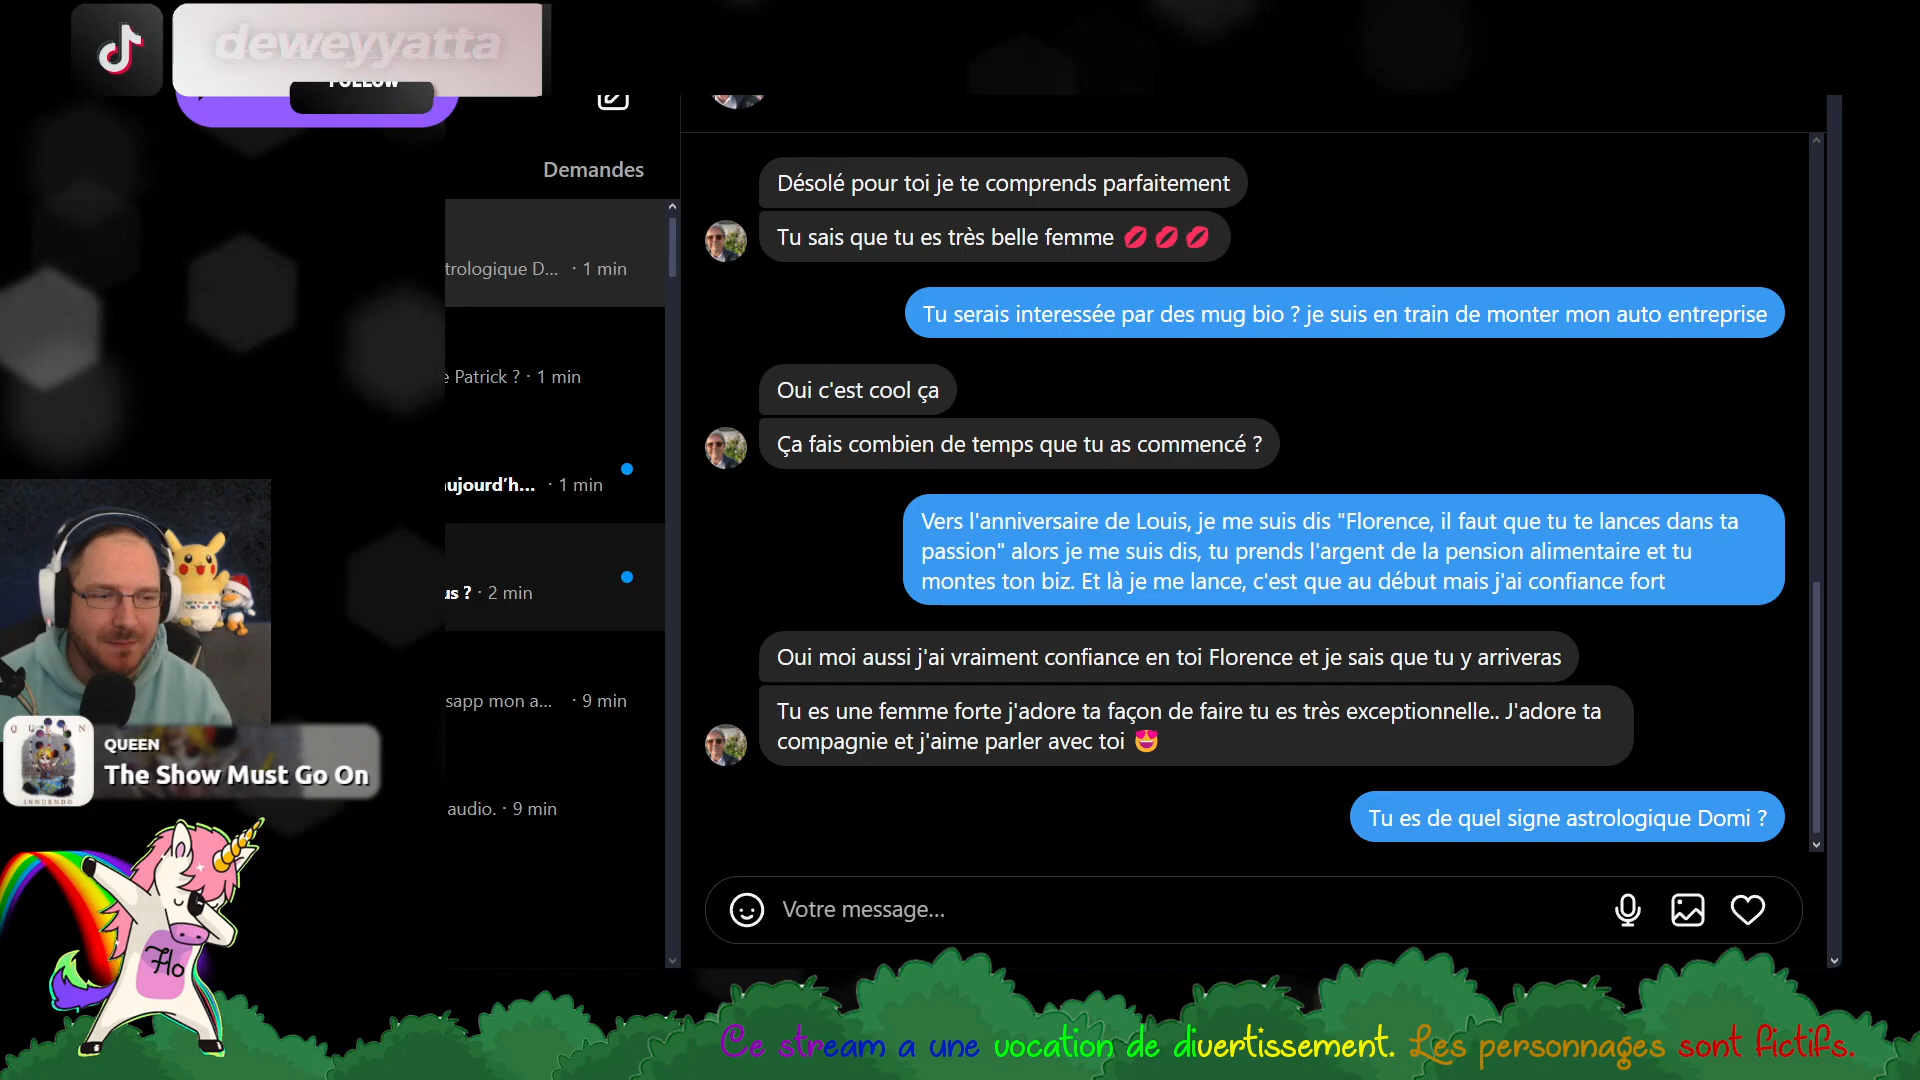 deweyyatta
FOLLOW
Demandes
trologique D... · 1 min
e Patrick ? · 1 min
ujourd'h... · 1 min
us ? · 2 min
sapp mon a... · 9 min
audio. · 9 min
Désolé pour toi je te comprends parfaitement
Tu sais que tu es très belle femme 💋 💋 💋
Tu serais interessée par des mug bio ? je suis en train de monter mon auto entreprise
Oui c'est cool ça
Ça fais combien de temps que tu as commencé ?
Vers l'anniversaire de Louis, je me suis dis "Florence, il faut que tu te lances dans ta
passion" alors je me suis dis, tu prends l'argent de la pension alimentaire et tu
montes ton biz. Et là je me lance, c'est que au début mais j'ai confiance fort
Oui moi aussi j'ai vraiment confiance en toi Florence et je sais que tu y arriveras
Tu es une femme forte j'adore ta façon de faire tu es très exceptionnelle.. J'adore ta
compagnie et j'aime parler avec toi 😍
Tu es de quel signe astrologique Domi ?
Votre message...
QUEEN
INNUENDO
QUEEN
The Show Must Go On
Flo
Ce stream a une vocation de divertissement. Les personnages sont fictifs.